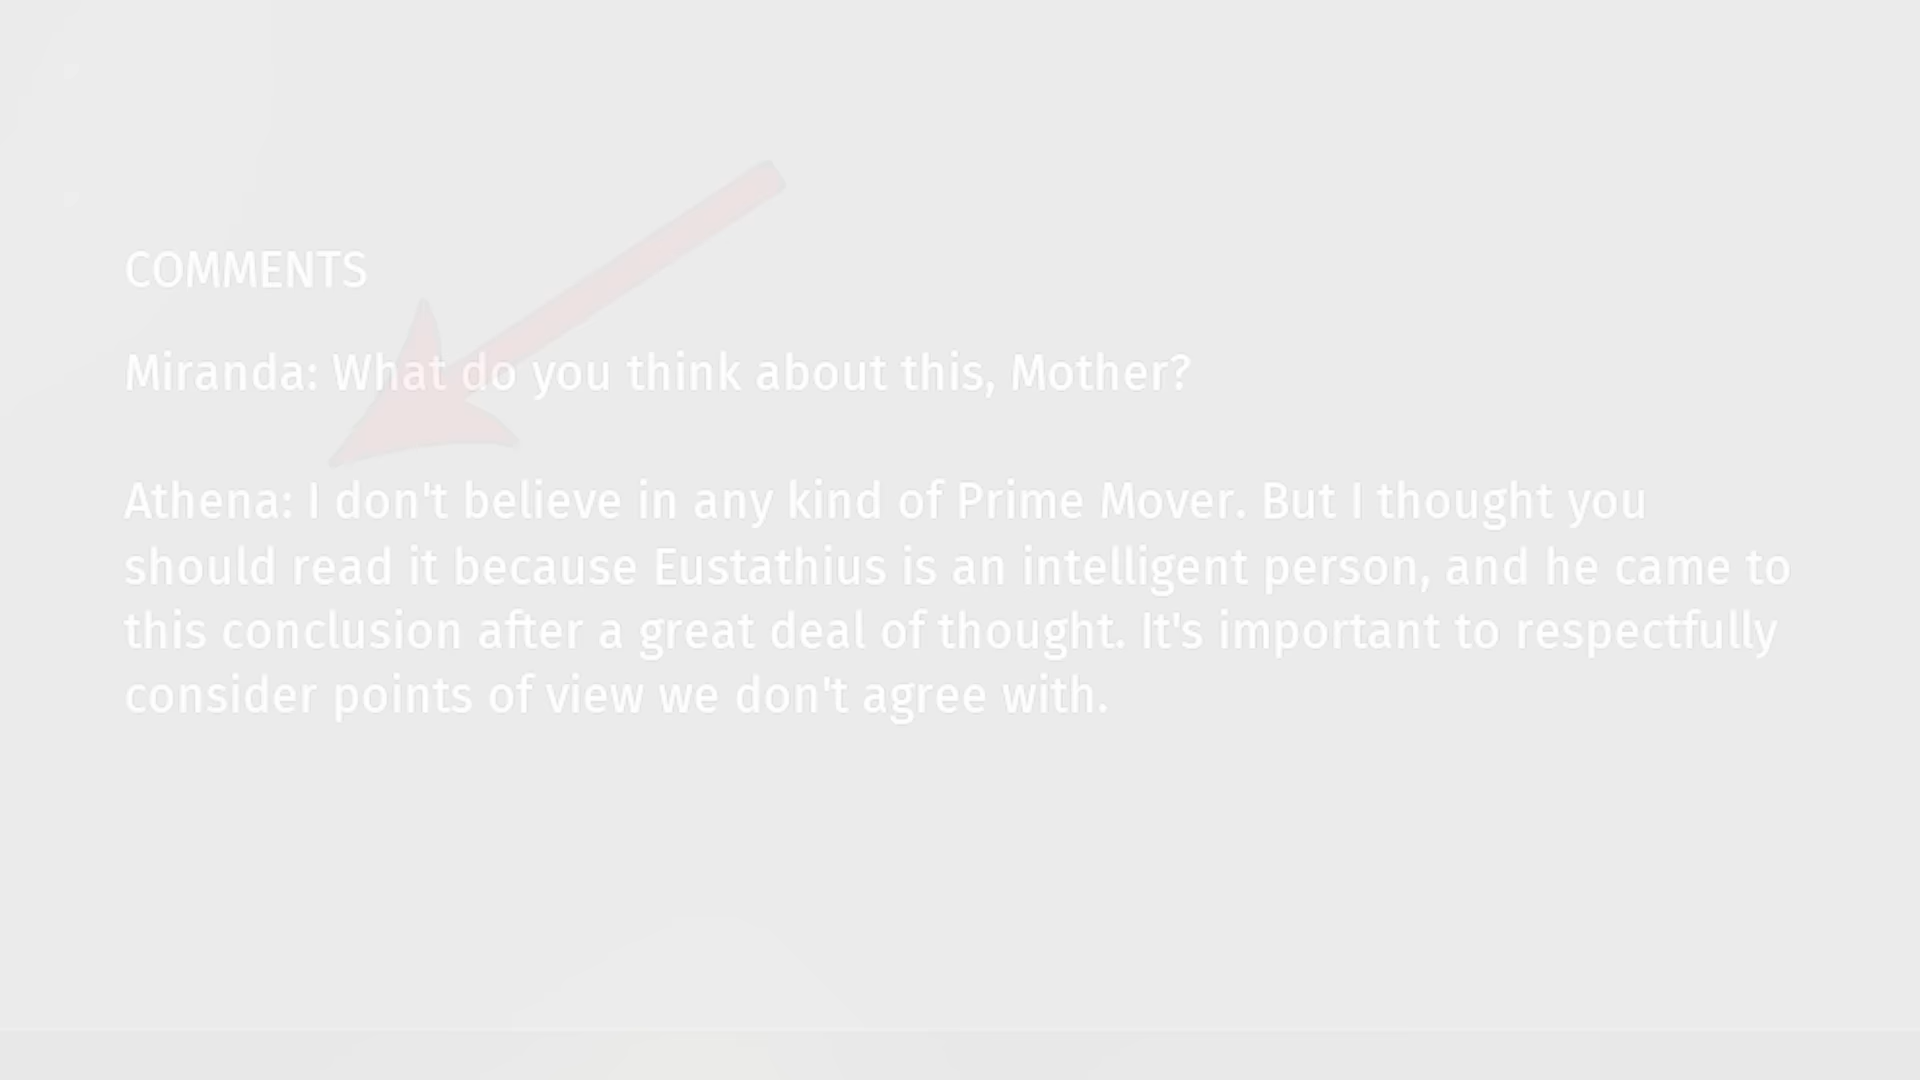 COMMENTS
Miranda: What do you think about this, Mother?
Athena: I don't believe in any kind of Prime Mover. But I thought you
should read it because Eustathius is an intelligent person, and he came to
this conclusion after a great deal of thought. It's important to respectfully
consider points of view we don't agree with.